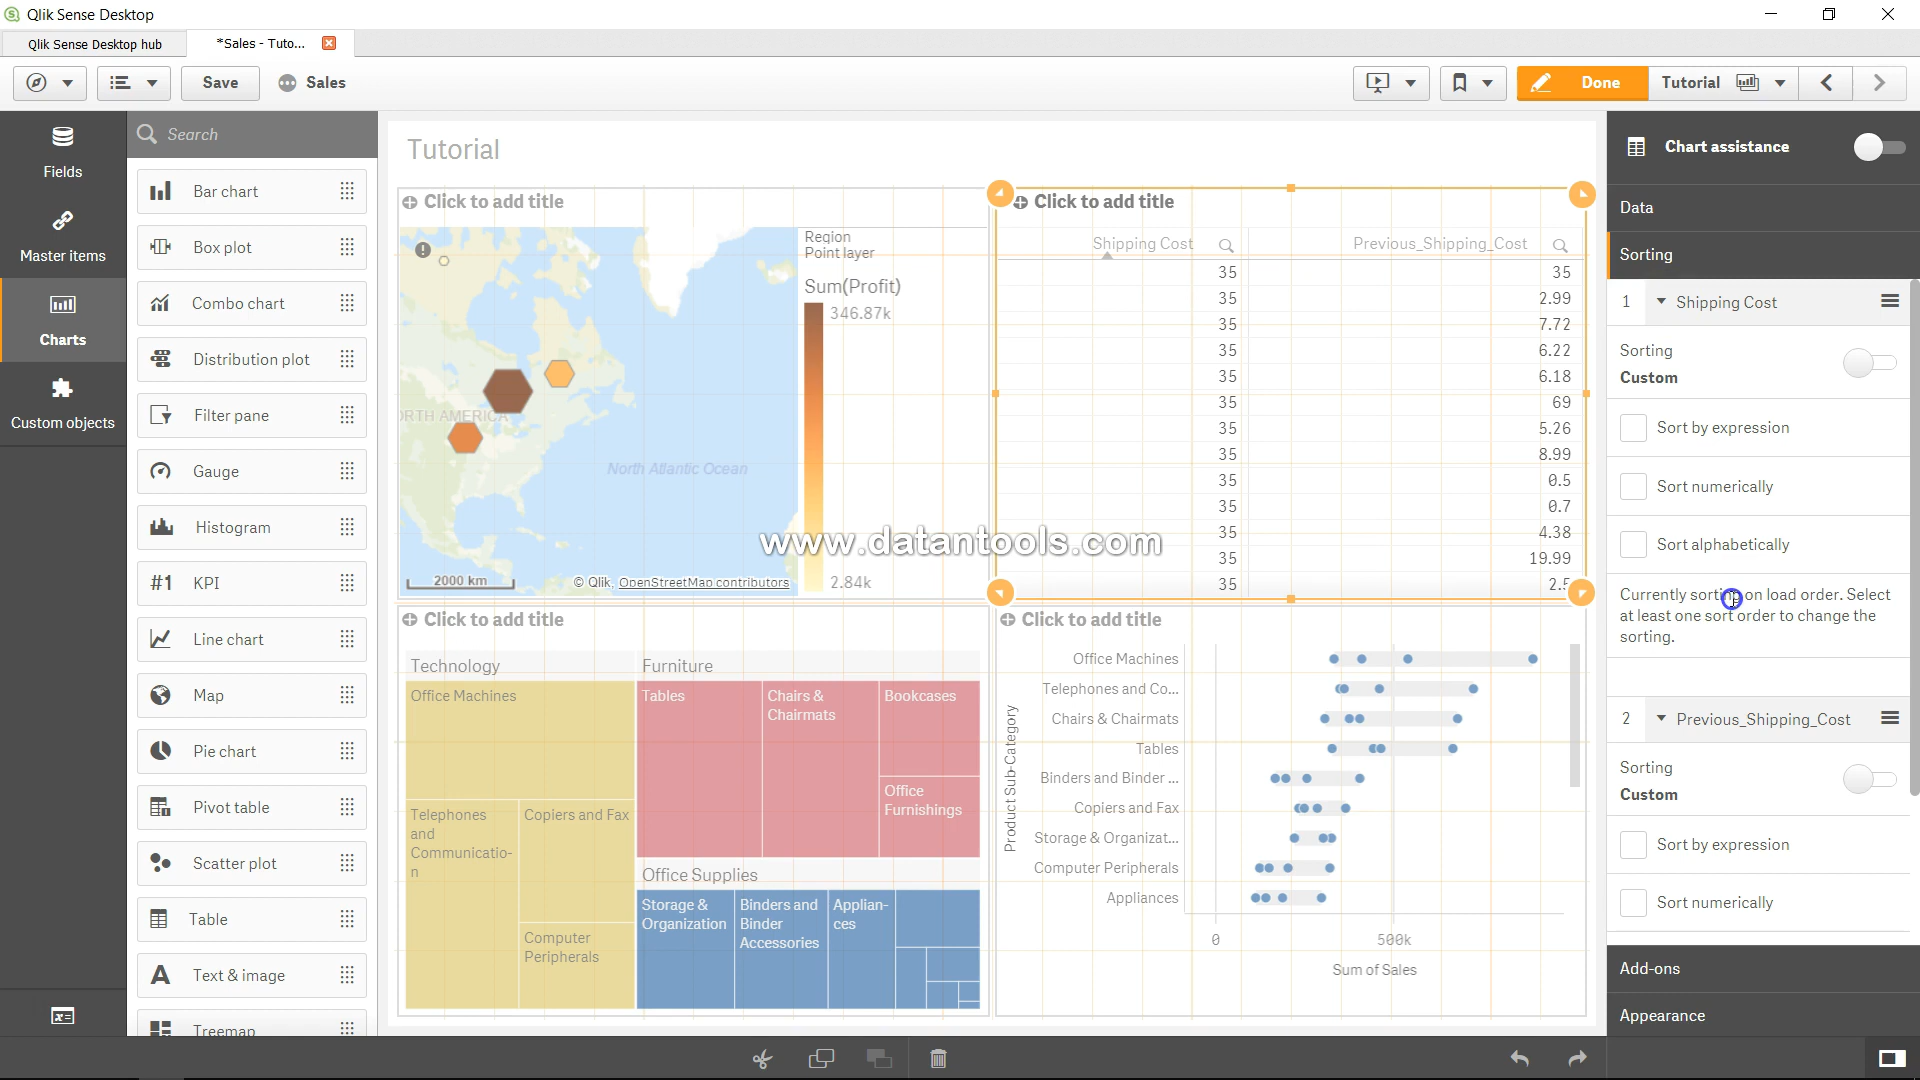 Qlik Sense Desktop
Qlik Sense Desktop hub
*Sales - Tuto...
Save
Sales
Done
Tutorial
Fields
Master items
Charts
Custom objects
Search
Bar chart
Box plot
Combo chart
Distribution plot
Filter pane
Gauge
Histogram
#1 KPI
Line chart
Map
Pie chart
Pivot table
Scatter plot
Table
A Text & image
Treemap
Tutorial
Click to add title
Region
Point layer
Sum(Profit)
346.87k
2.84k
ORTH AMERICA
North Atlantic Ocean
2000 km
© Qlik, OpenStreetMap contributors
Click to add title
Shipping Cost Previous_Shipping_Cost
35 35
35 2.99
35 7.72
35 6.22
35 6.18
35 69
35 5.26
35 8.99
35 0.5
35 0.7
35 4.38
35 19.99
35 2.5
www.datantools.com
Click to add title
Technology
Office Machines
Telephones
and
Communicatio-
n
Copiers and Fax
Computer
Peripherals
Furniture
Tables
Chairs &
Chairmats
Bookcases
Office
Furnishings
Office Supplies
Storage &
Organization
Binders and
Binder
Accessories
Applian-
ces
Click to add title
Product Sub-Category
Office Machines
Telephones and Co...
Chairs & Chairmats
Tables
Binders and Binder ...
Copiers and Fax
Storage & Organizat...
Computer Peripherals
Appliances
0 500k
Sum of Sales
Chart assistance
Data
Sorting
1 Shipping Cost
Sorting
Custom
Sort by expression
Sort numerically
Sort alphabetically
Currently sorting on load order. Select
at least one sort order to change the
sorting.
2 Previous_Shipping_Cost
Sorting
Custom
Sort by expression
Sort numerically
Add-ons
Appearance